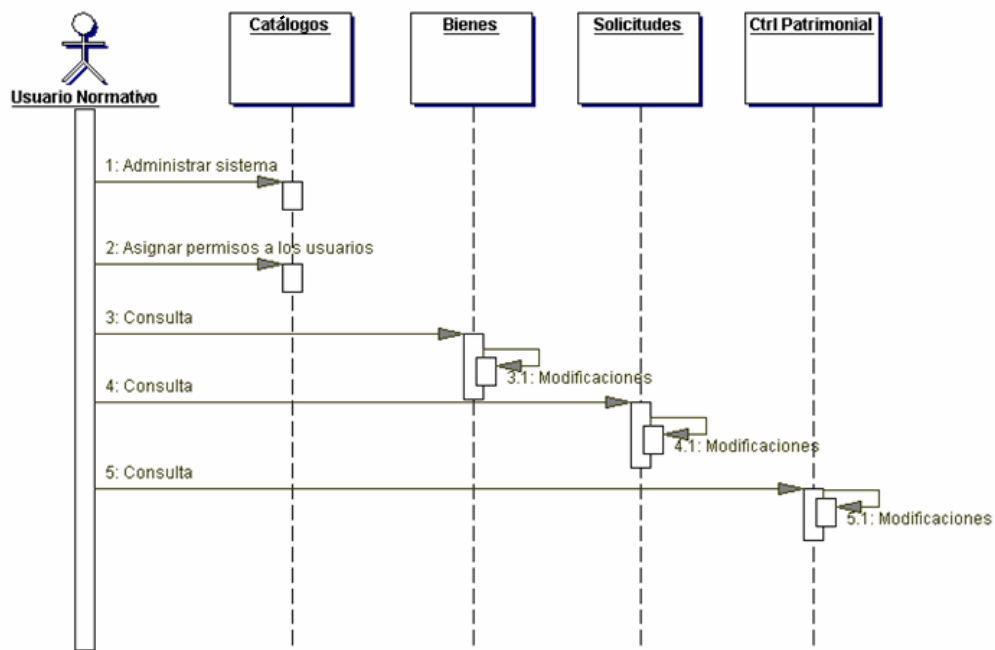 Catálogos
Bienes
Solicitudes
Ctrl Patrimonial
Usuario Normativo
1: Administrar sistema
2: Asignar permisos a los usuarios
3: Consulta
3.1: Modificaciones
4: Consulta
4.1: Modificaciones
5: Consulta
5.1: Modificaciones